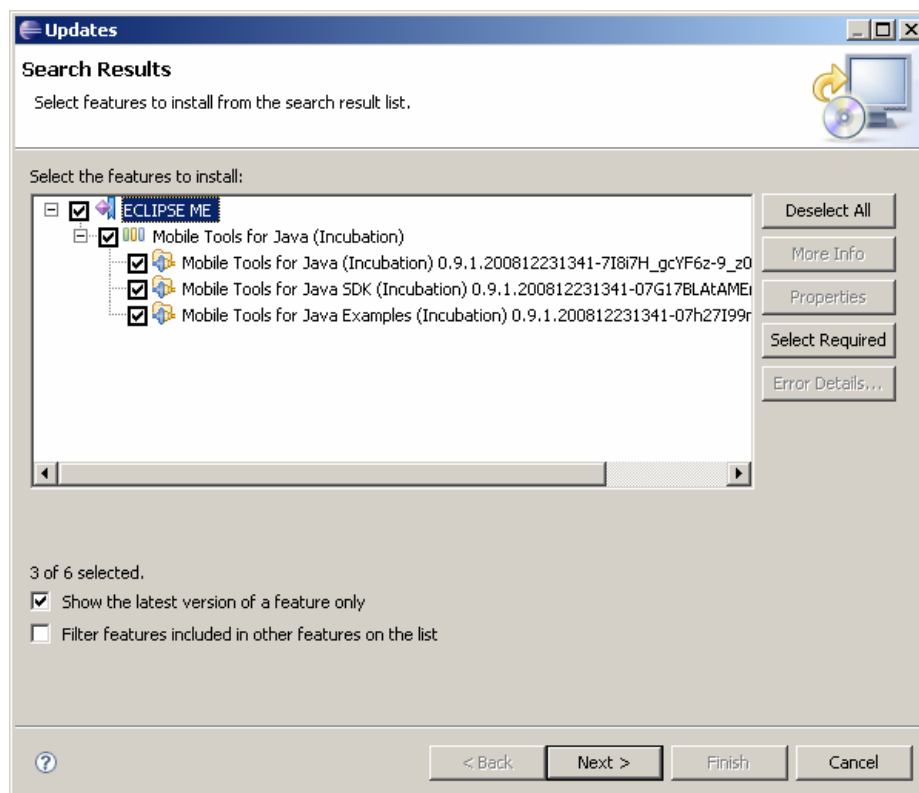 Updates
Search Results
Select features to install from the search result list.
Select the features to install:
ECLIPSE ME
Mobile Tools for Java (Incubation)
Mobile Tools for Java (Incubation) 0.9.1.200812231341-7I8i7H_gcYF6z-9_z0
Mobile Tools for Java SDK (Incubation) 0.9.1.200812231341-07G17BLAtAME
Mobile Tools for Java Examples (Incubation) 0.9.1.200812231341-07h27I99
Deselect All
More Info
Properties
Select Required
Error Details...
3 of 6 selected.
Show the latest version of a feature only
Filter features included in other features on the list
?
< Back
Next >
Finish
Cancel